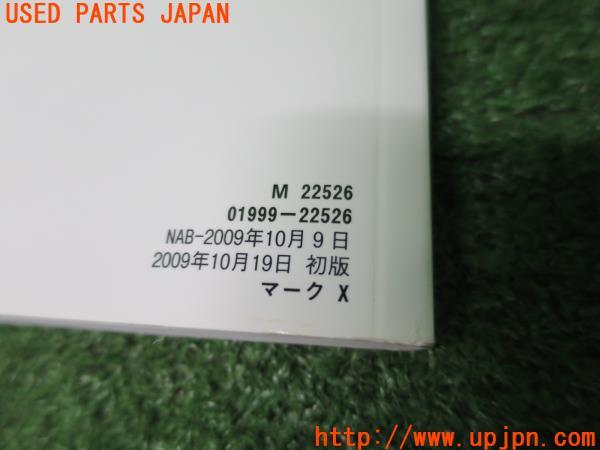 USED PARTS JAPAN
M 22526
01999-22526
NAB-2009年10月9日
2009年10月19日 初版
マーク X
http://www.upjpn.com/